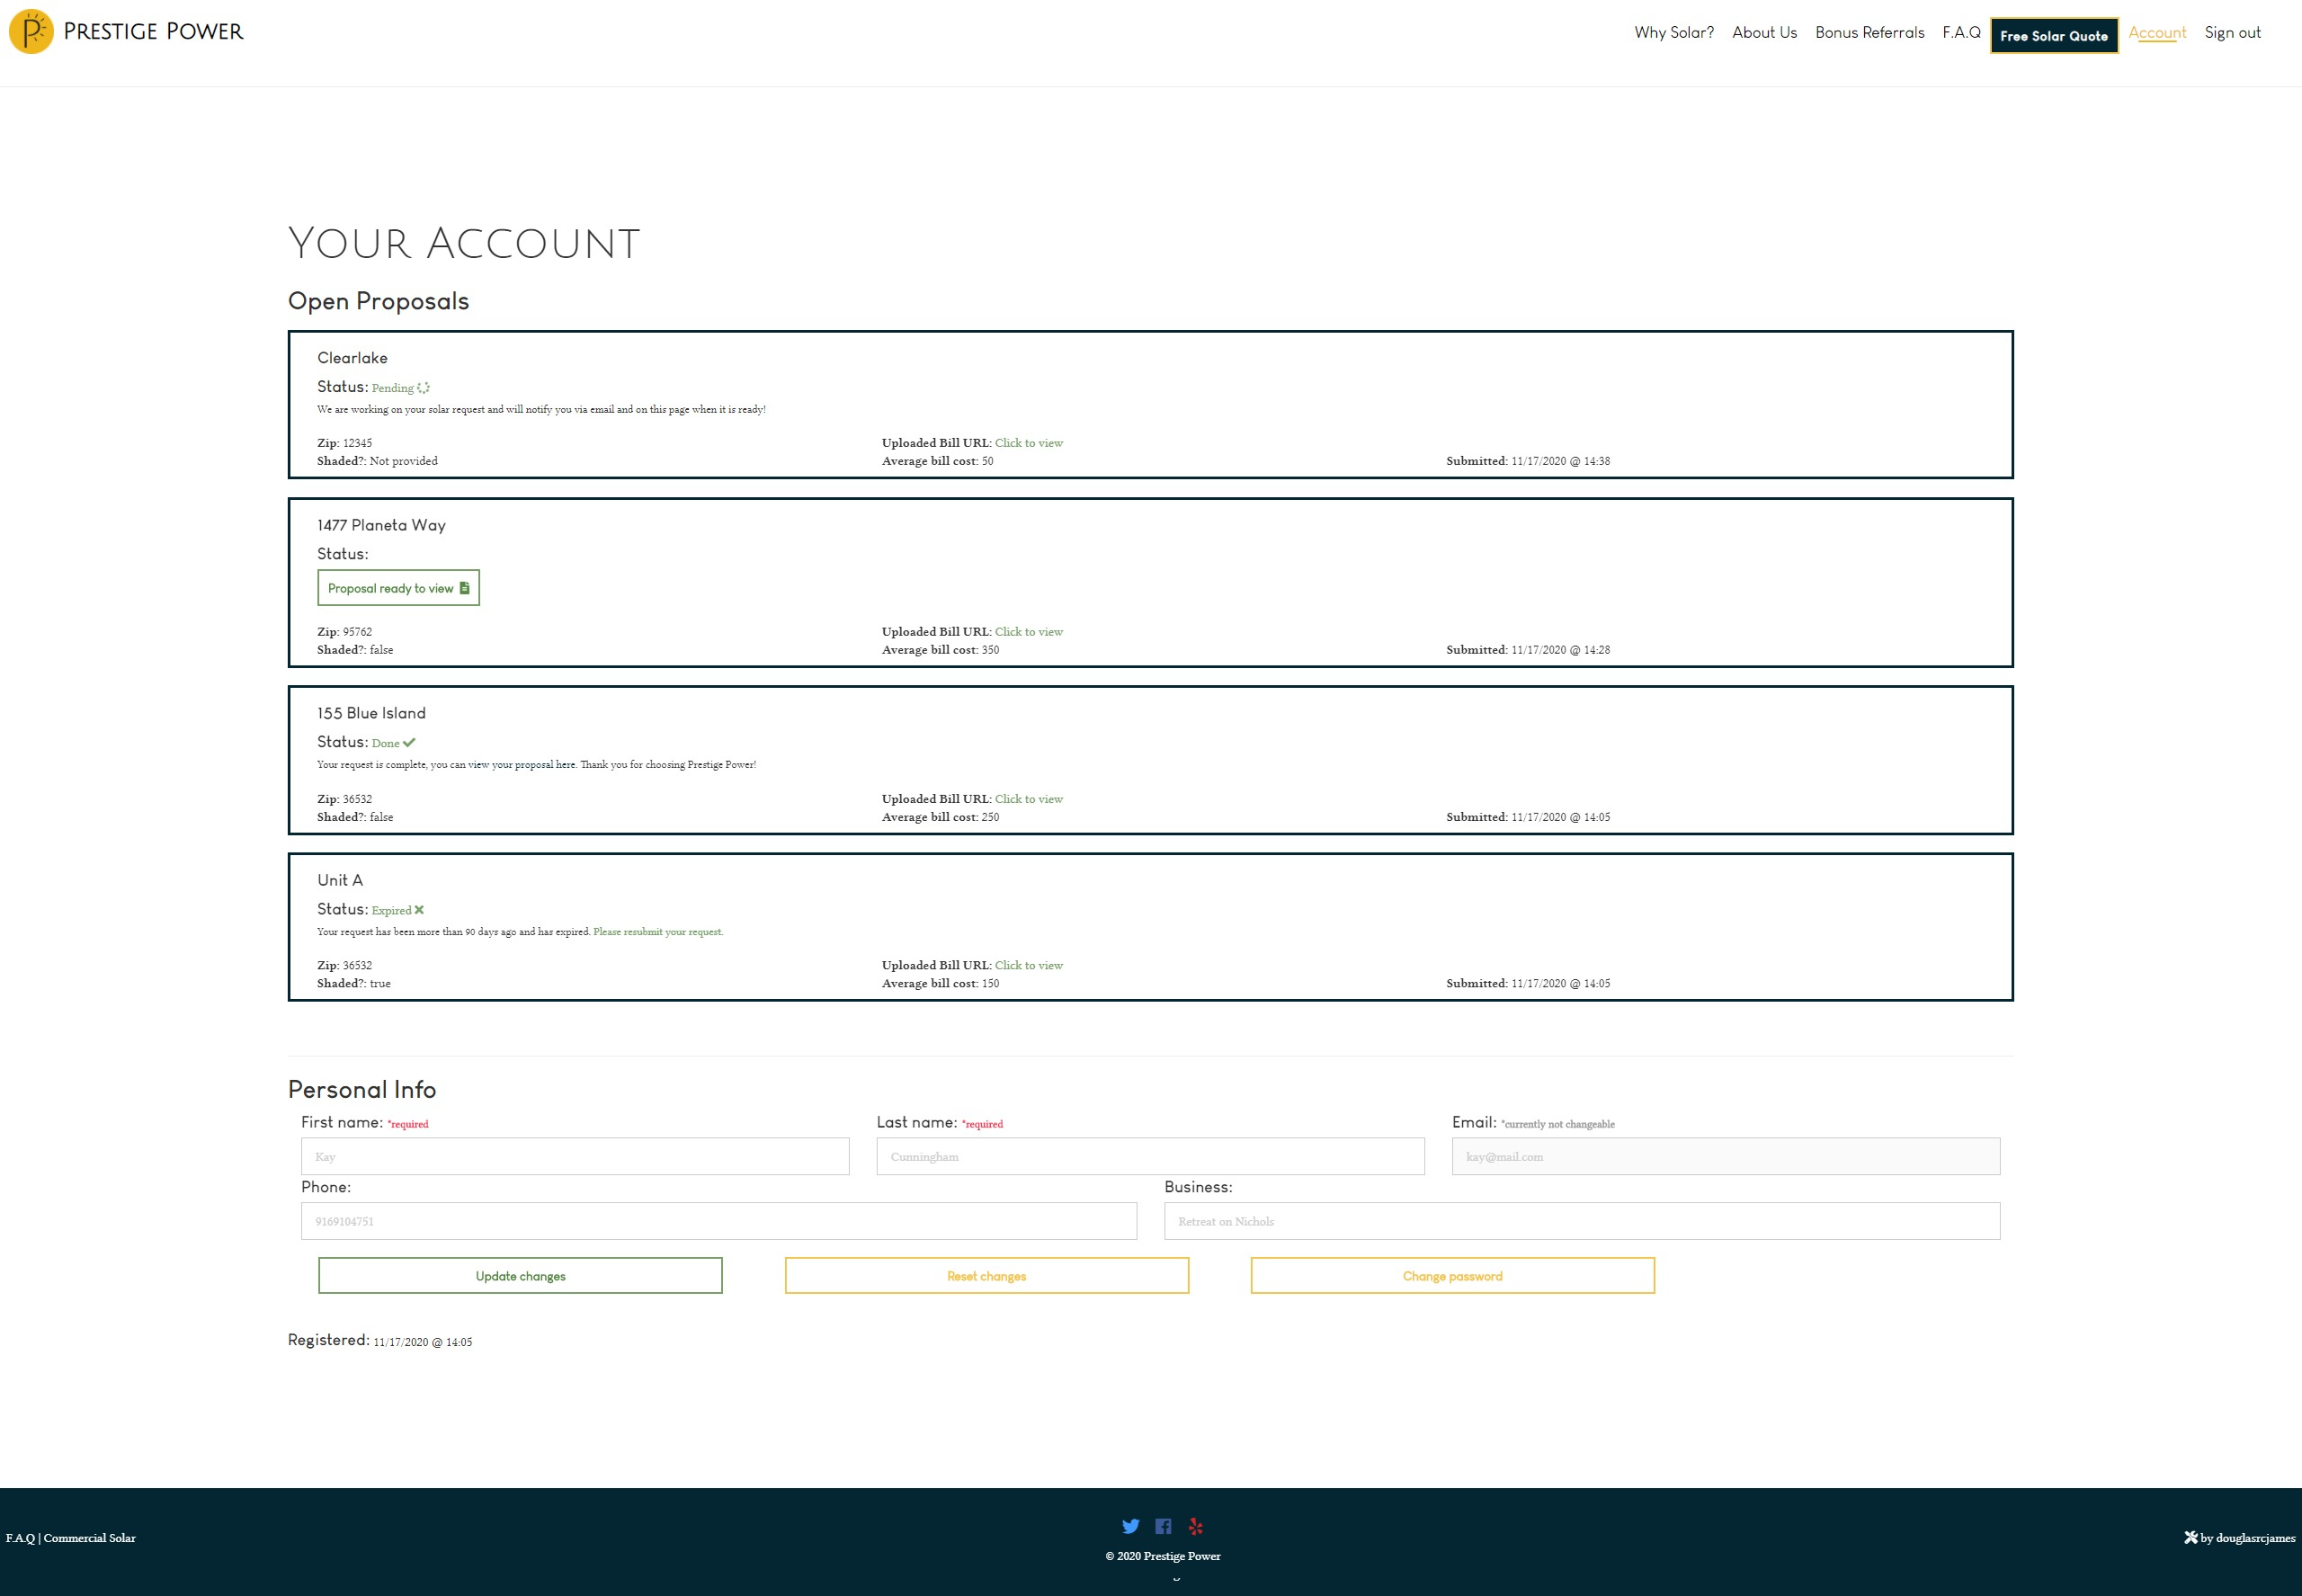 Prestige Power
Why Solar? About Us Bonus Referrals F.A.Q Free Solar Quote Account Sign out
Your Account
Open Proposals
Clearlake
Status: Pending
We are working on your solar request and will notify you via email and on this page when it is ready!
Zip: 12345 Uploaded Bill URL: Click to view
Shaded?: Not provided Average bill cost: 50 Submitted: 11/17/2020 @ 14:38
1477 Planeta Way
Status:
Proposal ready to view
Zip: 95762 Uploaded Bill URL: Click to view
Shaded?: false Average bill cost: 350 Submitted: 11/17/2020 @ 14:28
155 Blue Island
Status: Done
Your request is complete, you can view your proposal here. Thank you for choosing Prestige Power!
Zip: 36532 Uploaded Bill URL: Click to view
Shaded?: false Average bill cost: 250 Submitted: 11/17/2020 @ 14:05
Unit A
Status: Expired
Your request has been more than 90 days ago and has expired. Please resubmit your request.
Zip: 36532 Uploaded Bill URL: Click to view
Shaded?: true Average bill cost: 150 Submitted: 11/17/2020 @ 14:05
Personal Info
First name: *required Last name: *required Email: *currently not changeable
Kay Cunningham kay@mail.com
Phone: Business:
9169104751 Retreat on Nichols
Update changes Reset changes Change password
Registered: 11/17/2020 @ 14:05
F.A.Q | Commercial Solar
© 2020 Prestige Power
by douglasrcjames